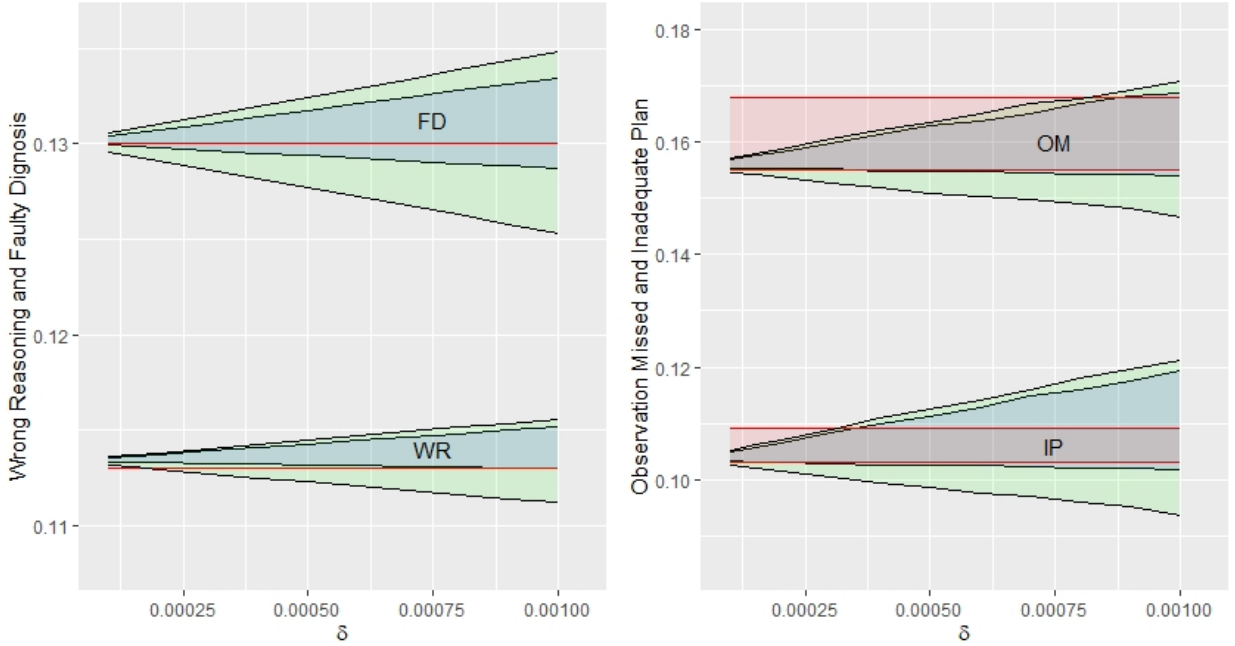 Wrong Reasoning and Faulty Dignosis
0.13
0.12
0.11
FD
WR
0.00025 0.00050 0.00075 0.00100
δ
Observation Missed and Inadequate Plan
0.18
0.16
0.14
0.12
0.10
OM
IP
0.00025 0.00050 0.00075 0.00100
δ